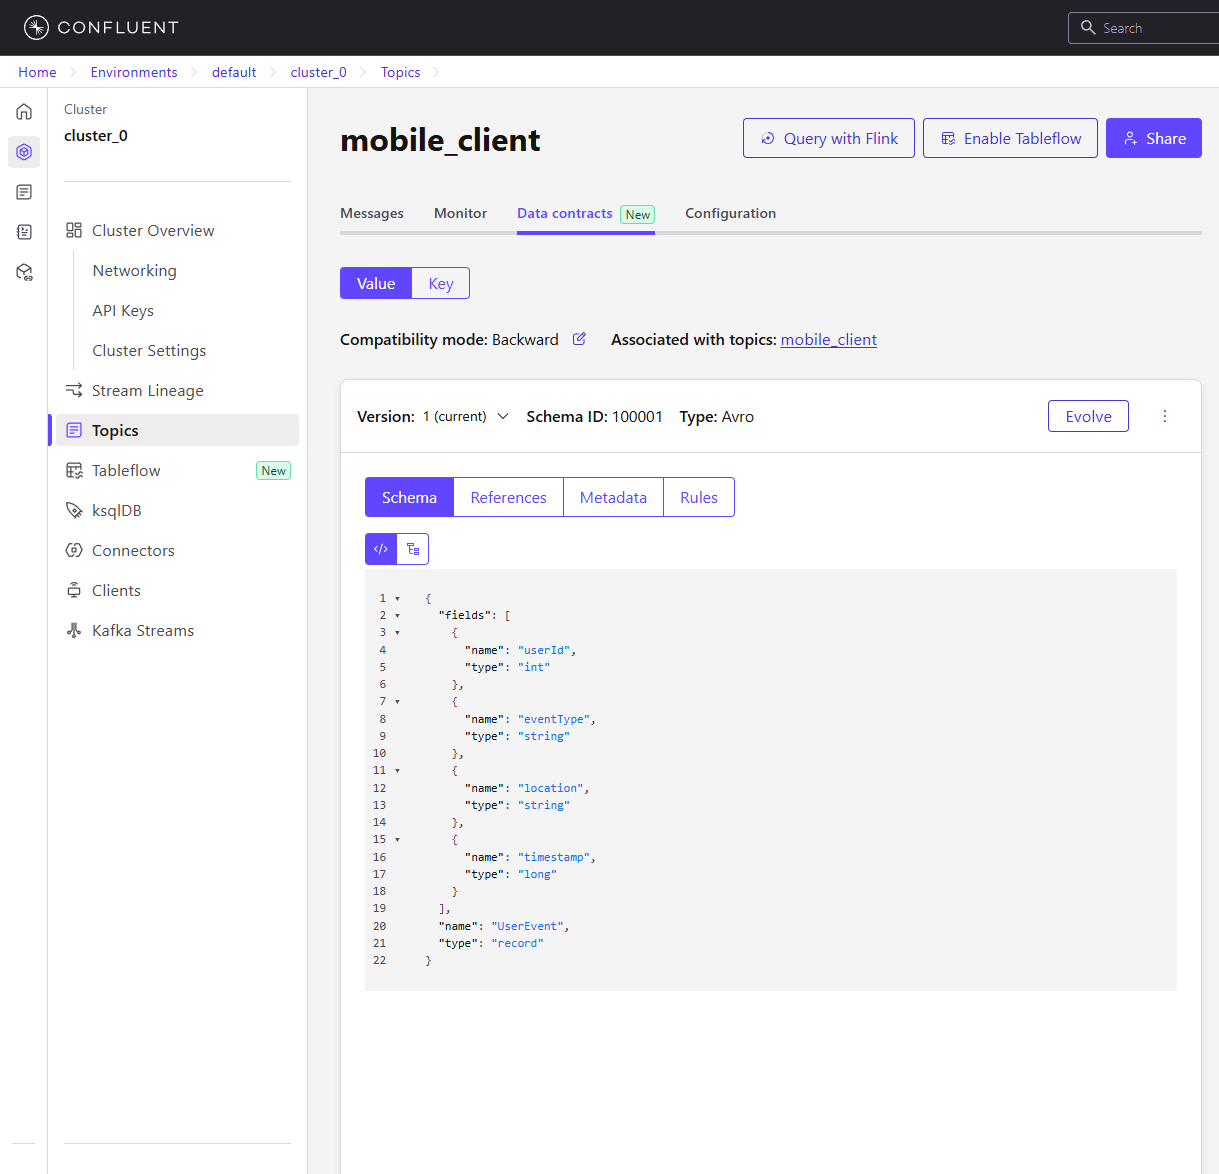 CONFLUENT
Search
Home
Environments
default
cluster_0
Topics
Cluster
cluster_0
Cluster Overview
Networking
API Keys
Cluster Settings
Stream Lineage
Topics
Tableflow New
ksqlDB
Connectors
Clients
Kafka Streams
mobile_client
Query with Flink
Enable Tableflow
Share
Messages Monitor Data contracts New Configuration
Value Key
Compatibility mode: Backward Associated with topics: mobile_client
Version: 1 (current) Schema ID: 100001 Type: Avro
Evolve
Schema References Metadata Rules
</>
1 {
2 "fields": [
3 {
4 "name": "userId",
5 "type": "int"
6 },
7 {
8 "name": "eventType",
9 "type": "string"
10 },
11 {
12 "name": "location",
13 "type": "string"
14 },
15 {
16 "name": "timestamp",
17 "type": "long"
18 }
19 ],
20 "name": "UserEvent",
21 "type": "record"
22 }